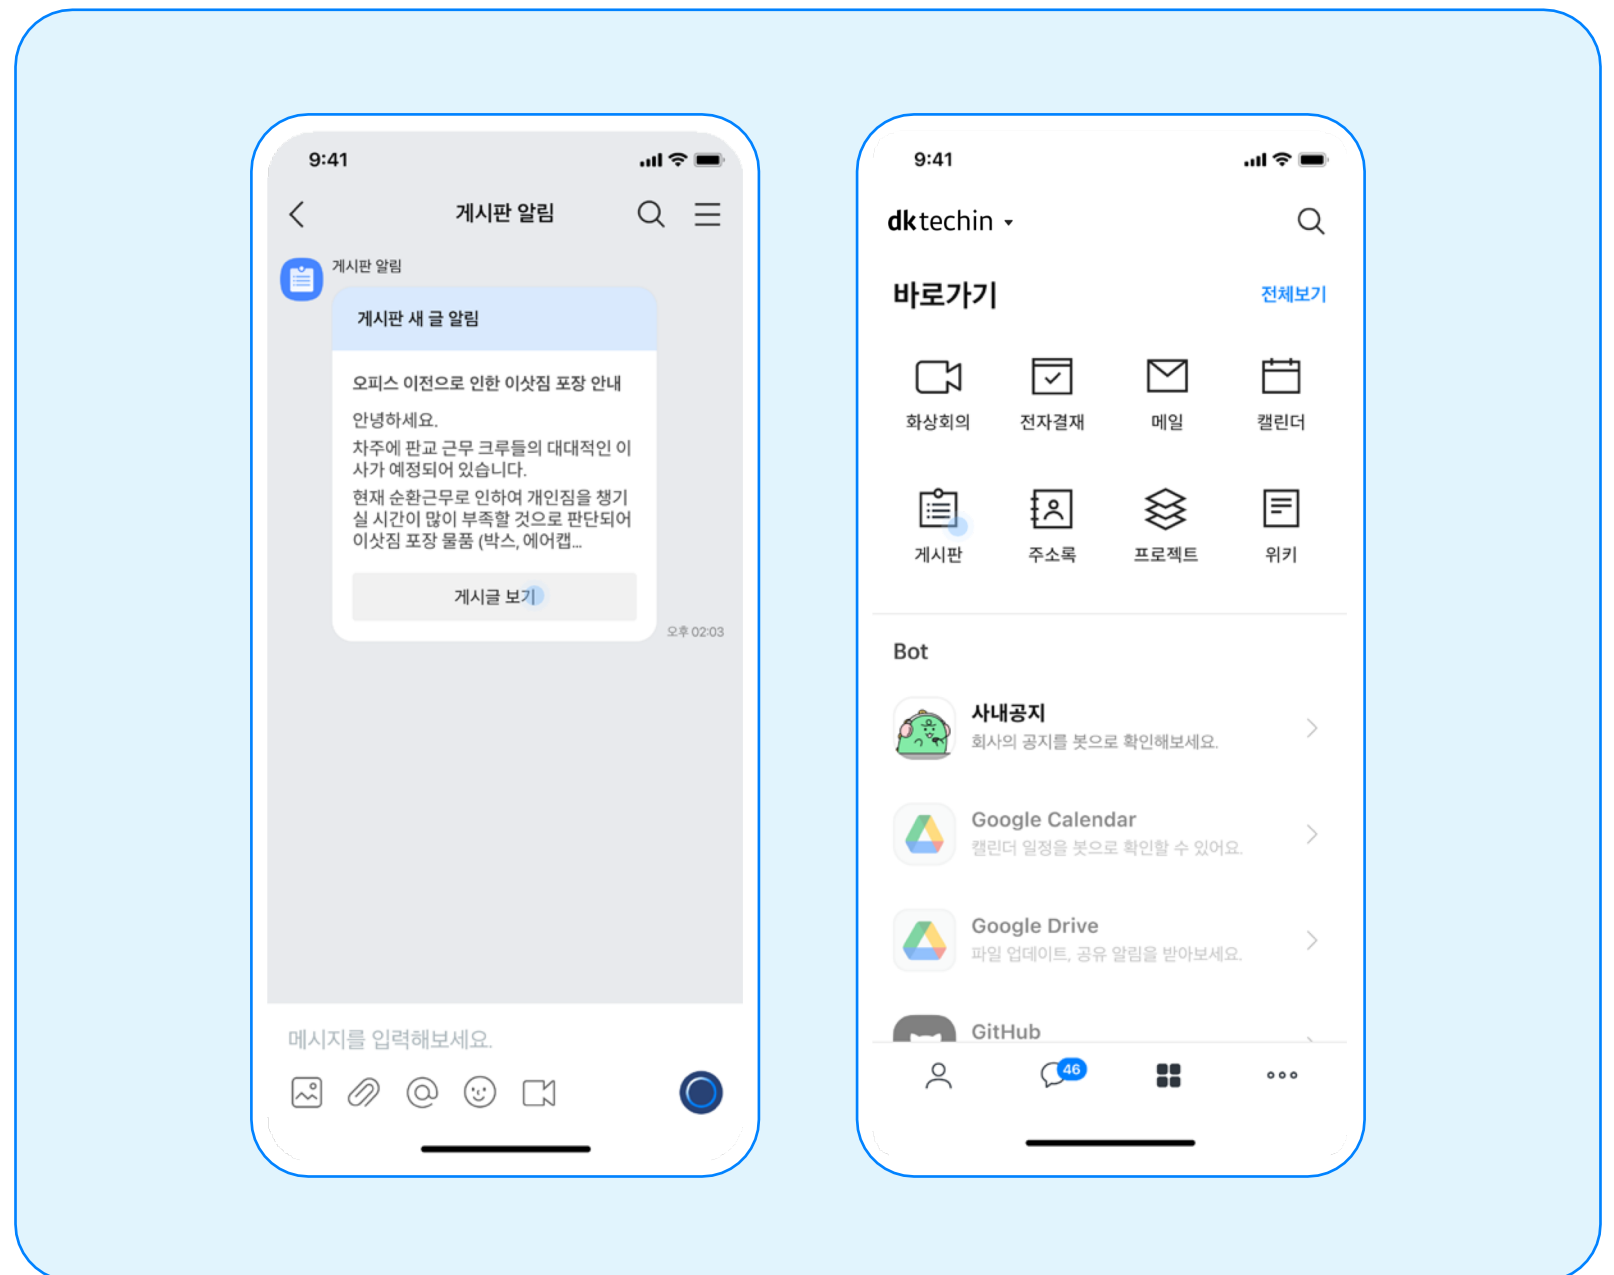 9:41
게시판 알림
게시판 알림
게시판 새 글 알림
오피스 이전으로 인한 이삿짐 포장 안내
안녕하세요.
차주에 판교 근무 크루들의 대대적인 이
사가 예정되어 있습니다.
현재 순환근무로 인하여 개인짐을 챙기
실 시간이 많이 부족할 것으로 판단되어
이삿짐 포장 물품 (박스, 에어캡...
게시글 보기
오후 02:03
메시지를 입력해보세요.
9:41
dktechin
바로가기
전체보기
화상회의 전자결재 메일 캘린더
게시판 주소록 프로젝트 위키
Bot
사내공지
회사의 공지를 봇으로 확인해보세요.
Google Calendar
캘린더 일정을 봇으로 확인할 수 있어요.
Google Drive
파일 업데이트, 공유 알림을 받아보세요.
GitHub
46